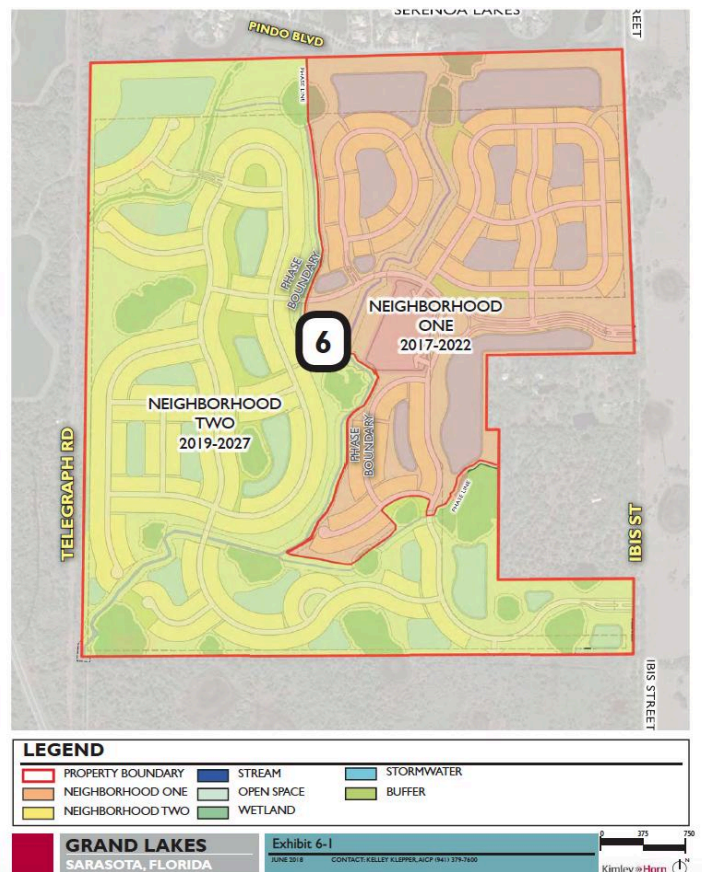 SERENOA LAKES
REET
PINDO BLVD
PHASE LINE
PHASE
BOUNDARY
NEIGHBORHOOD
ONE
2017-2022
6
NEIGHBORHOOD
TWO
2019-2027
PHASE
BOUNDARY
PHASE LINE
TELEGRAPH RD
IBIS ST
IBIS STREET
LEGEND
PROPERTY BOUNDARY
NEIGHBORHOOD ONE
NEIGHBORHOOD TWO
STREAM
OPEN SPACE
WETLAND
STORMWATER
BUFFER
GRAND LAKES
SARASOTA, FLORIDA
Exhibit 6-1
JUNE 2018 CONTACT: KELLEY KLEPPER, AICP (941) 379-7600
0 375 750
Kimley»Horn N